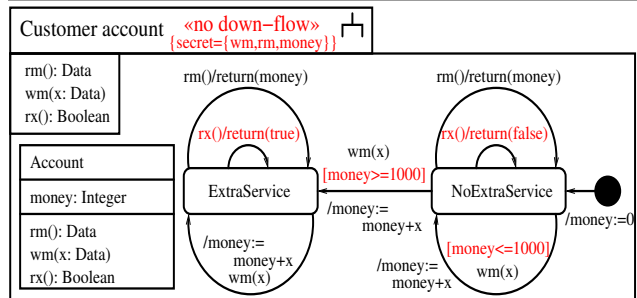 Customer account «no down-flow»
{secret={wm,rm,money}}
rm(): Data
wm(x: Data)
rx(): Boolean
Account
money: Integer
rm(): Data
wm(x: Data)
rx(): Boolean
rm()/return(money)
rx()/return(true)
ExtraService
/money:=
money+x
wm(x)
wm(x)
[money>=1000]
/money:=
money+x
rm()/return(money)
rx()/return(false)
NoExtraService
/money:=0
[money<=1000]
wm(x)
/money:=
money+x